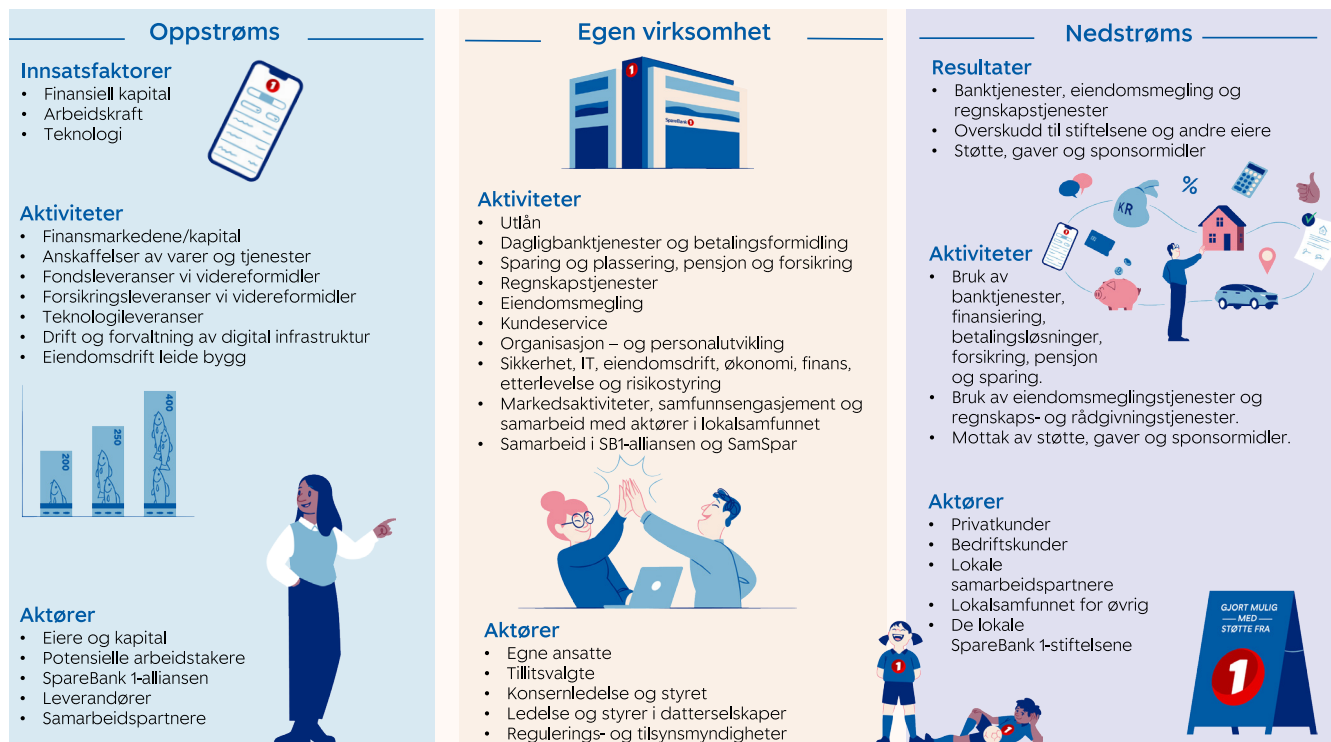 Oppstrøms
Innsatsfaktorer
• Finansiell kapital
• Arbeidskraft
• Teknologi
1
Aktiviteter
• Finansmarkedene/kapital
• Anskaffelser av varer og tjenester
• Fondsleveranser vi videreformidler
• Forsikringsleveranser vi videreformidler
• Teknologileveranser
• Drift og forvaltning av digital infrastruktur
• Eiendomsdrift leide bygg
200
250
400
Aktører
• Eiere og kapital
• Potensielle arbeidstakere
• SpareBank 1-alliansen
• Leverandører
• Samarbeidspartnere
Egen virksomhet
1
SpareBank 1
Aktiviteter
• Utlån
• Dagligbanktjenester og betalingsformidling
• Sparing og plassering, pensjon og forsikring
• Regnskapstjenester
• Eiendomsmegling
• Kundeservice
• Organisasjon – og personalutvikling
• Sikkerhet, IT, eiendomsdrift, økonomi, finans,
etterlevelse og risikostyring
• Markedsaktiviteter, samfunnsengasjement og
samarbeid med aktører i lokalsamfunnet
• Samarbeid i SB1-alliansen og SamSpar
Aktører
• Egne ansatte
• Tillitsvalgte
• Konsernledelse og styret
• Ledelse og styrer i datterselskaper
• Regulerings- og tilsynsmyndigheter
Nedstrøms
Resultater
• Banktjenester, eiendomsmegling og
regnskapstjenester
• Overskudd til stiftelsene og andre eiere
• Støtte, gaver og sponsormidler
KR
%
Aktiviteter
• Bruk av
banktjenester,
finansiering,
betalingsløsninger,
forsikring, pensjon
og sparing.
• Bruk av eiendomsmeglingstjenester og
regnskaps- og rådgivningstjenester.
• Mottak av støtte, gaver og sponsormidler.
Aktører
• Privatkunder
• Bedriftskunder
• Lokale
samarbeidspartnere
• Lokalsamfunnet for øvrig
• De lokale
SpareBank 1-stiftelsene
1
1
GJORT MULIG
— MED —
STØTTE FRA
1